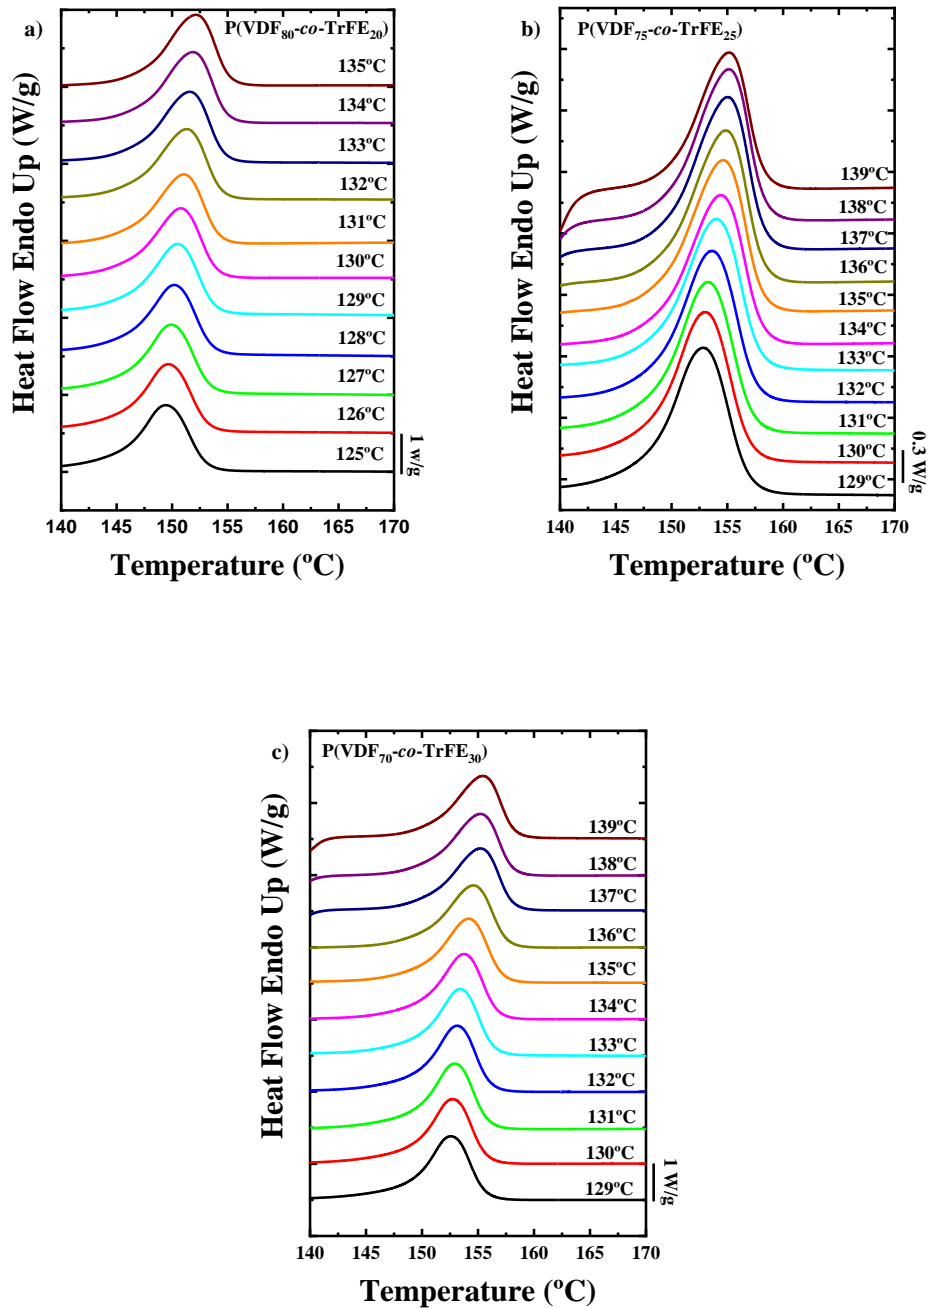 a)
P(VDF80-co-TrFE20)
Heat Flow Endo Up (W/g)
135ºC
134ºC
133ºC
132ºC
131ºC
130ºC
129ºC
128ºC
127ºC
126ºC
125ºC
1 w/g
140 145 150 155 160 165 170
Temperature (ºC)
b)
P(VDF75-co-TrFE25)
Heat Flow Endo Up (W/g)
139ºC
138ºC
137ºC
136ºC
135ºC
134ºC
133ºC
132ºC
131ºC
130ºC
129ºC
0.3 W/g
140 145 150 155 160 165 170
Temperature (ºC)
c)
P(VDF70-co-TrFE30)
Heat Flow Endo Up (W/g)
139ºC
138ºC
137ºC
136ºC
135ºC
134ºC
133ºC
132ºC
131ºC
130ºC
129ºC
1 W/g
140 145 150 155 160 165 170
Temperature (ºC)